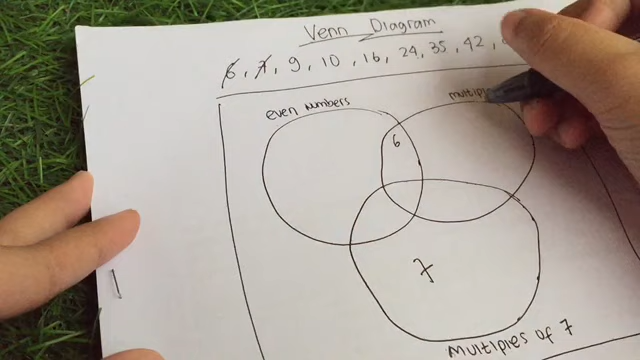 Venn Diagram
6, 7, 9, 10, 16, 24, 35, 42,
even numbers
6
7
Multiples of 7